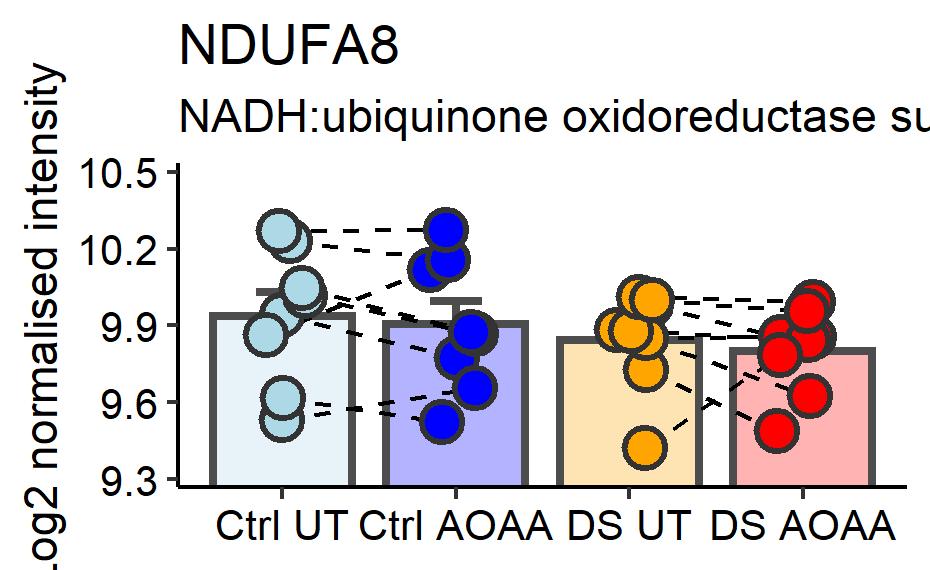 NDUFA8
NADH:ubiquinone oxidoreductase su
og2 normalised intensity
10.5
10.2
9.9
9.6
9.3
Ctrl UT Ctrl AOAA DS UT DS AOAA